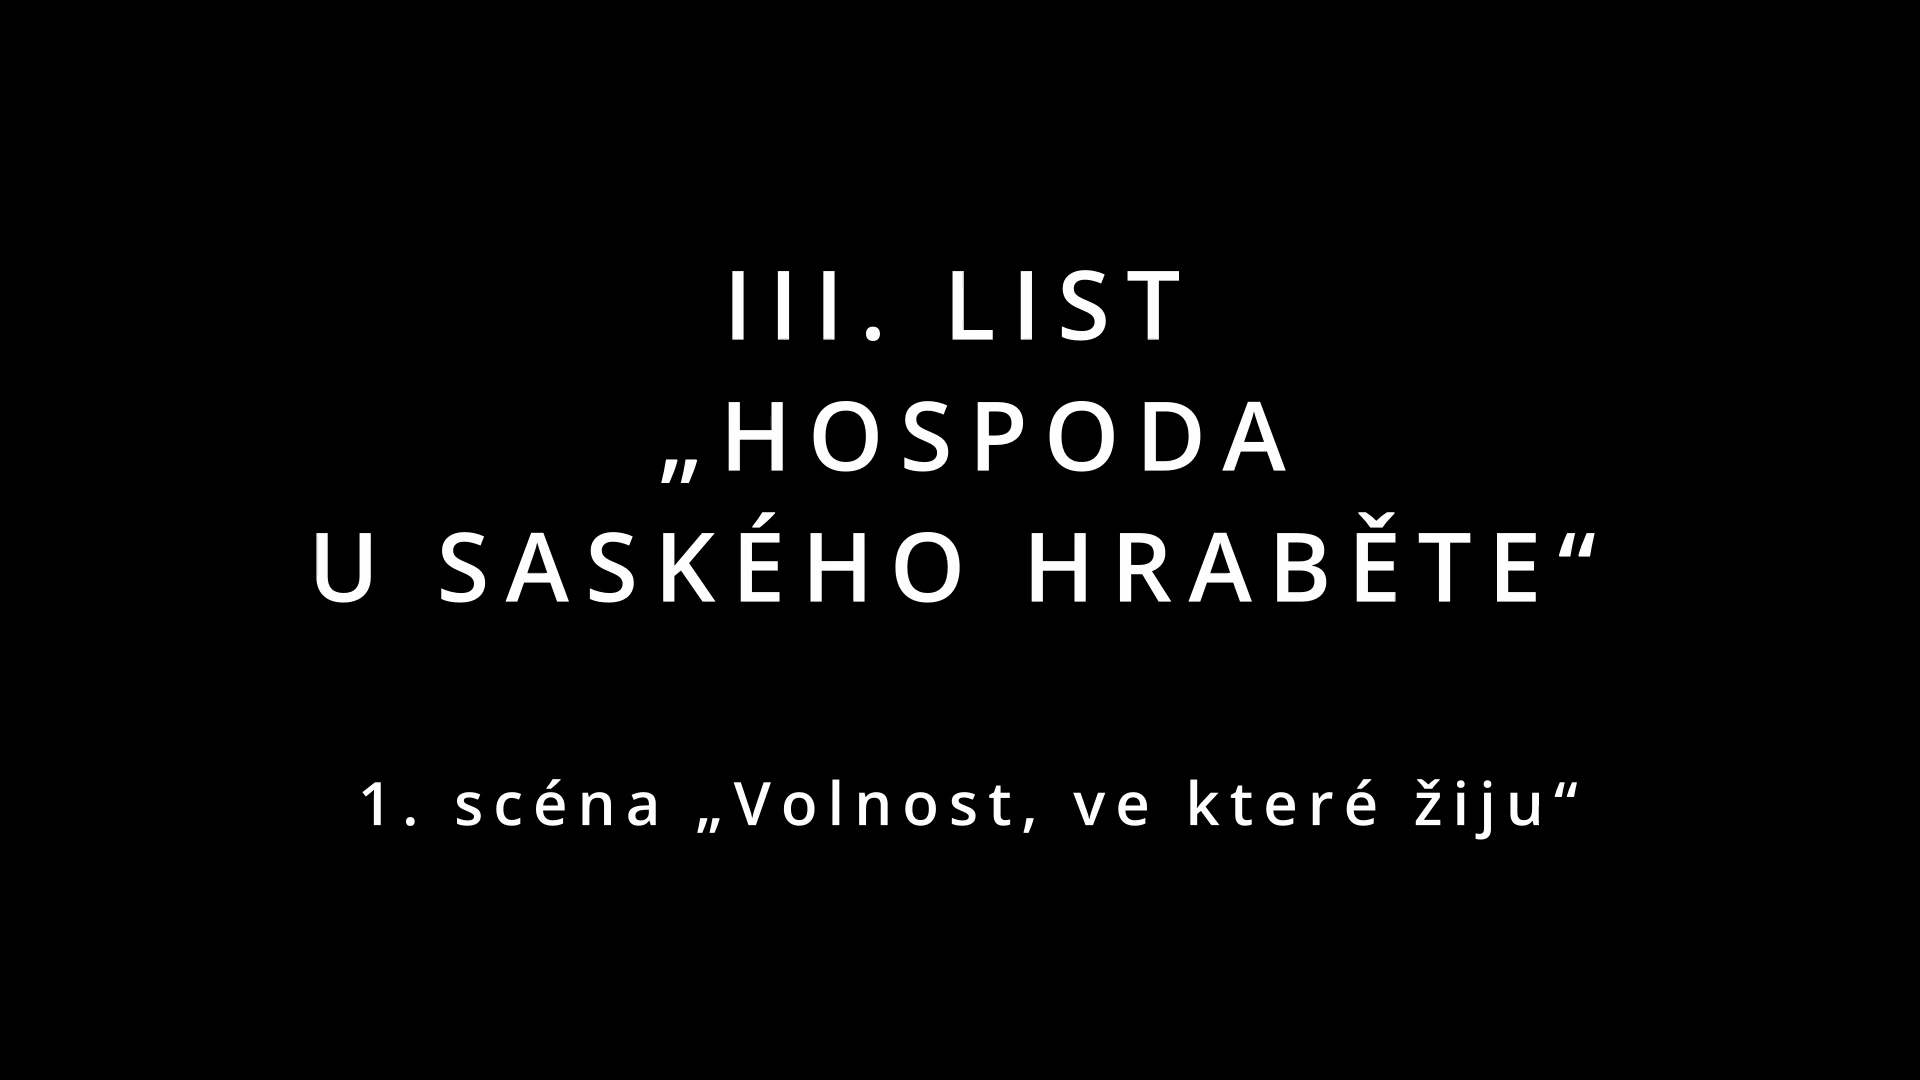 III. LIST
„HOSPODA
U SASKÉHO HRABĚTE“
1. scéna „Volnost, ve které žiju“